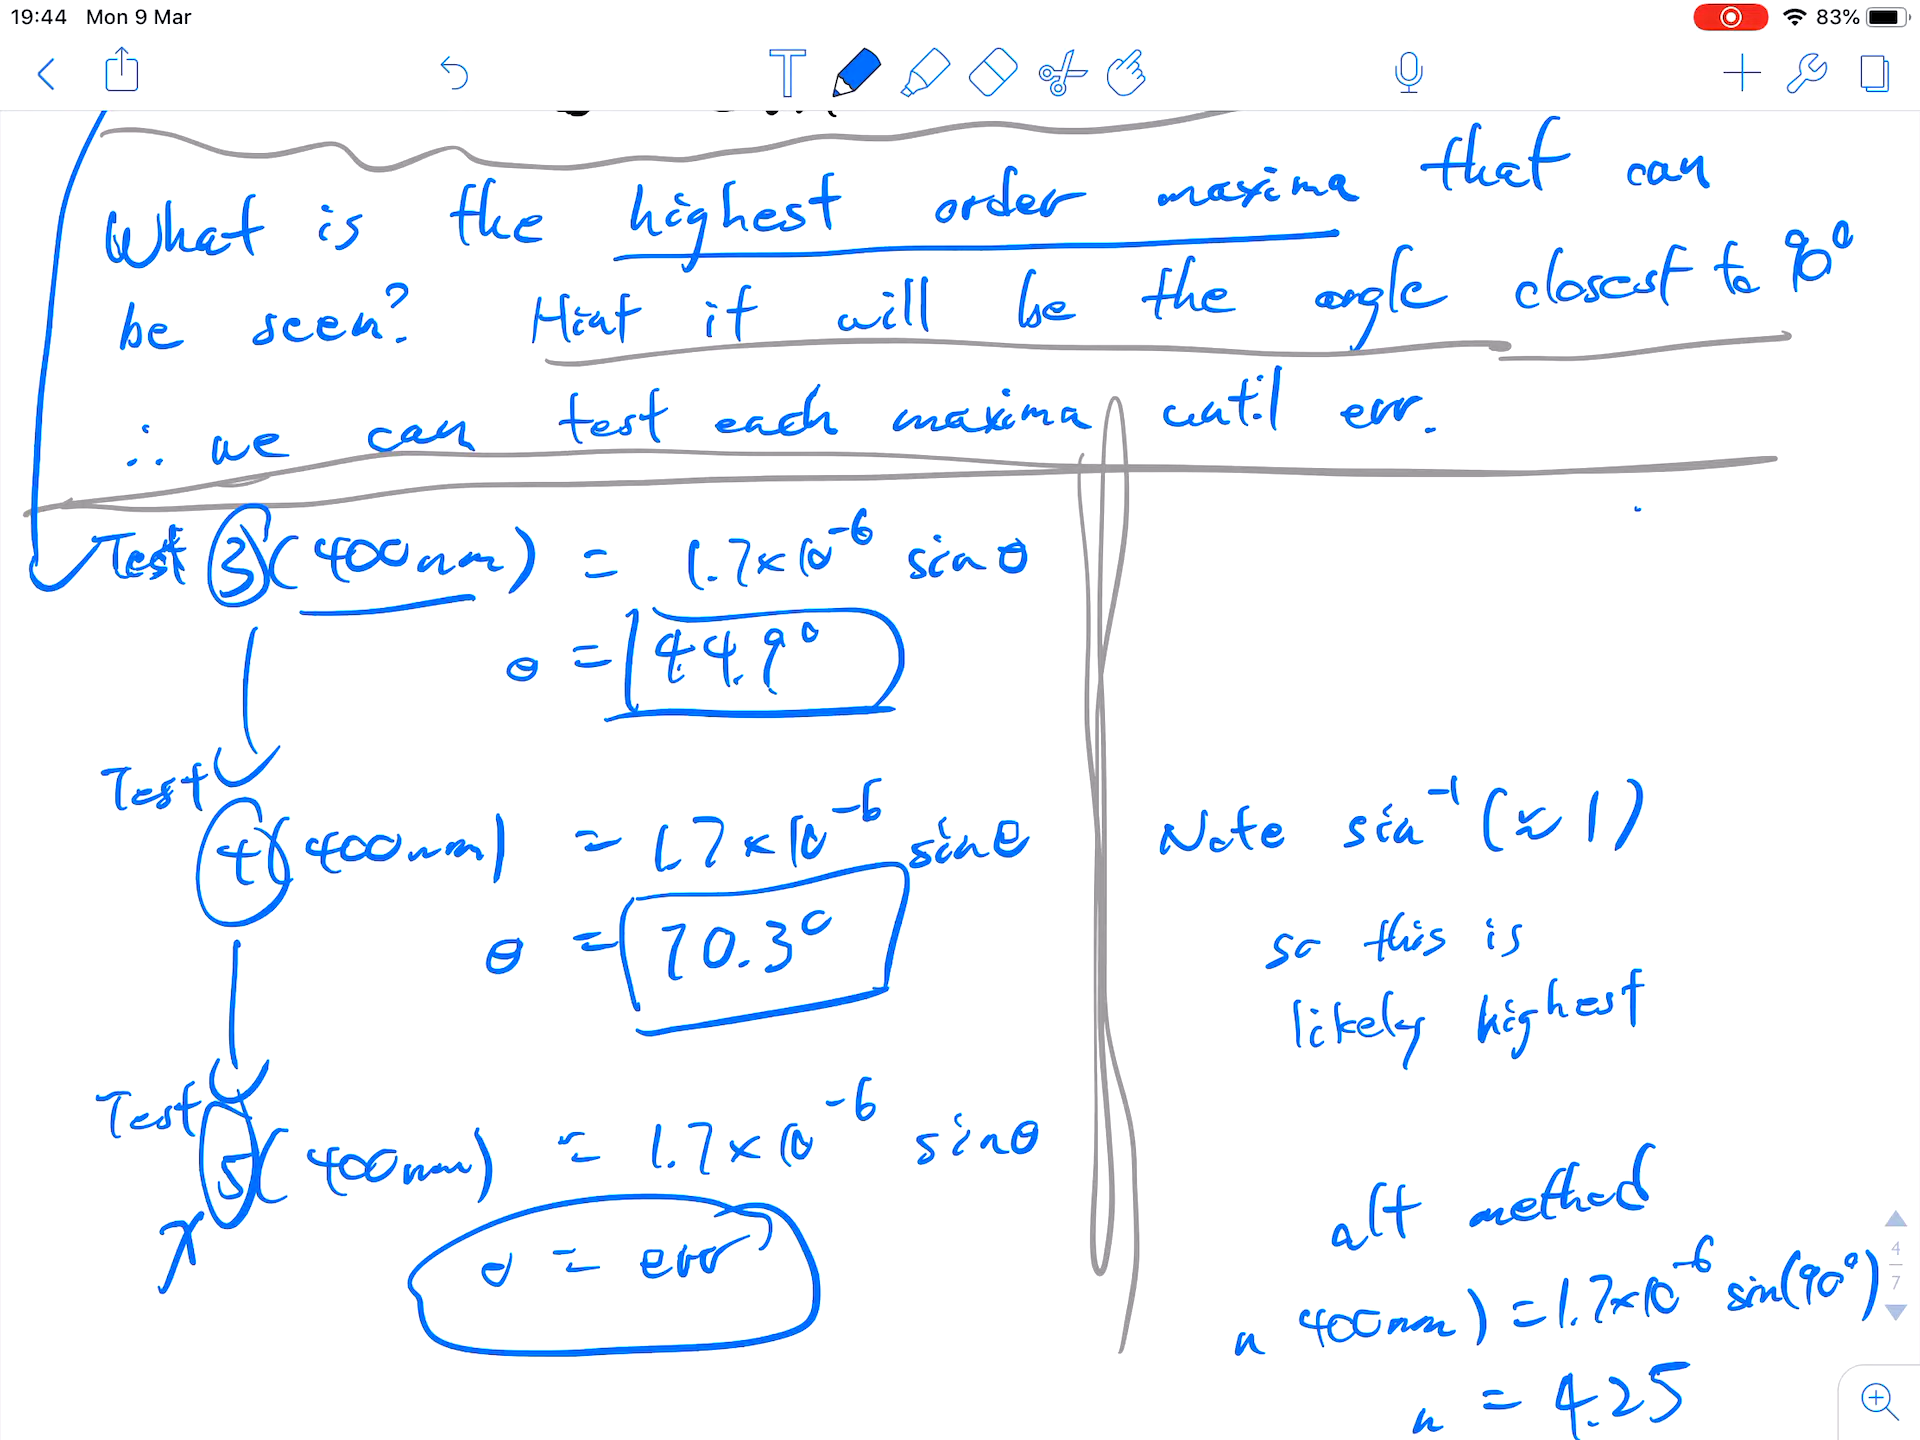 19:44 Mon 9 Mar
83%
T
What is the highest order maxima that can
be seen? Hint it will be the angle closest to 90°
∴ we can test each maxima until err.
Test 3(400nm) = 1.7×10⁻⁶ sinθ
θ = 44.9°
Test
4(400nm) = 1.7×10⁻⁶ sinθ
θ = 70.3°
Test
5(400nm) = 1.7×10⁻⁶ sinθ
θ = err
Note sin⁻¹(≈1)
so this is
likely highest
alt method
n 400nm) = 1.7×10⁻⁶ sin(90°)
n = 4.25
4
7